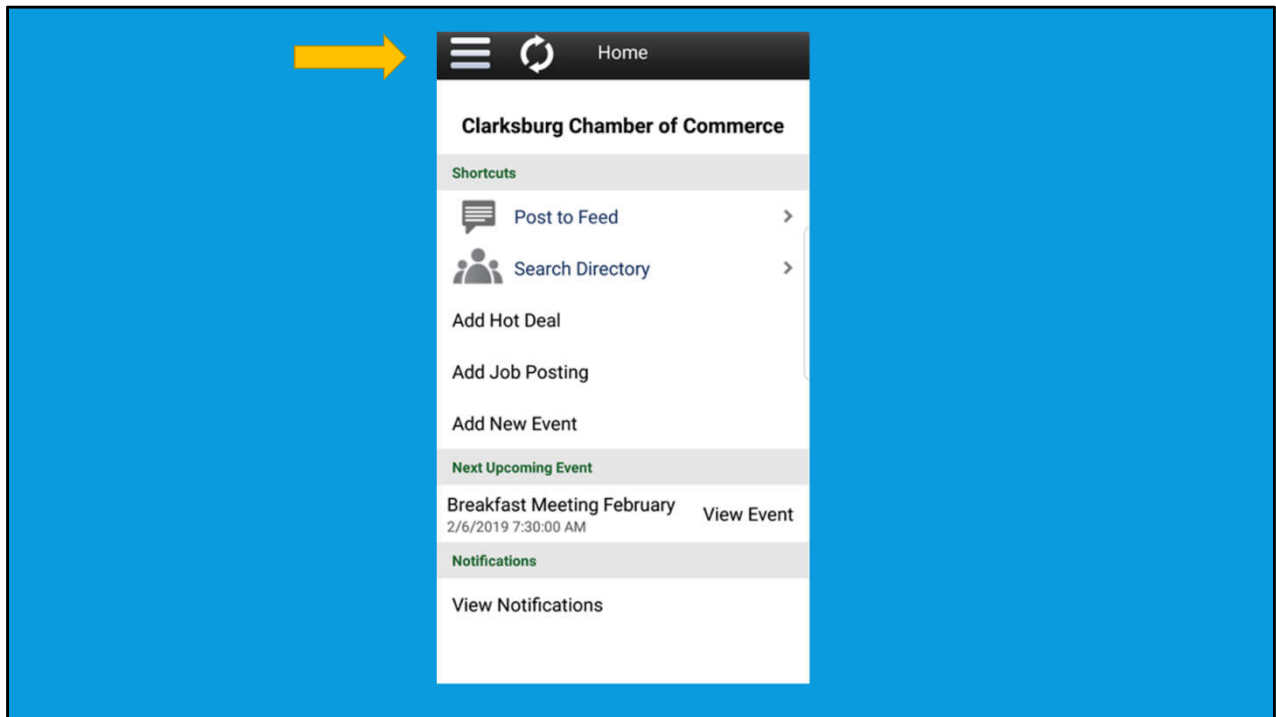 Home
Clarksburg Chamber of Commerce
Shortcuts
Post to Feed
Search Directory
Add Hot Deal
Add Job Posting
Add New Event
Next Upcoming Event
Breakfast Meeting February
2/6/2019 7:30:00 AM
View Event
Notifications
View Notifications